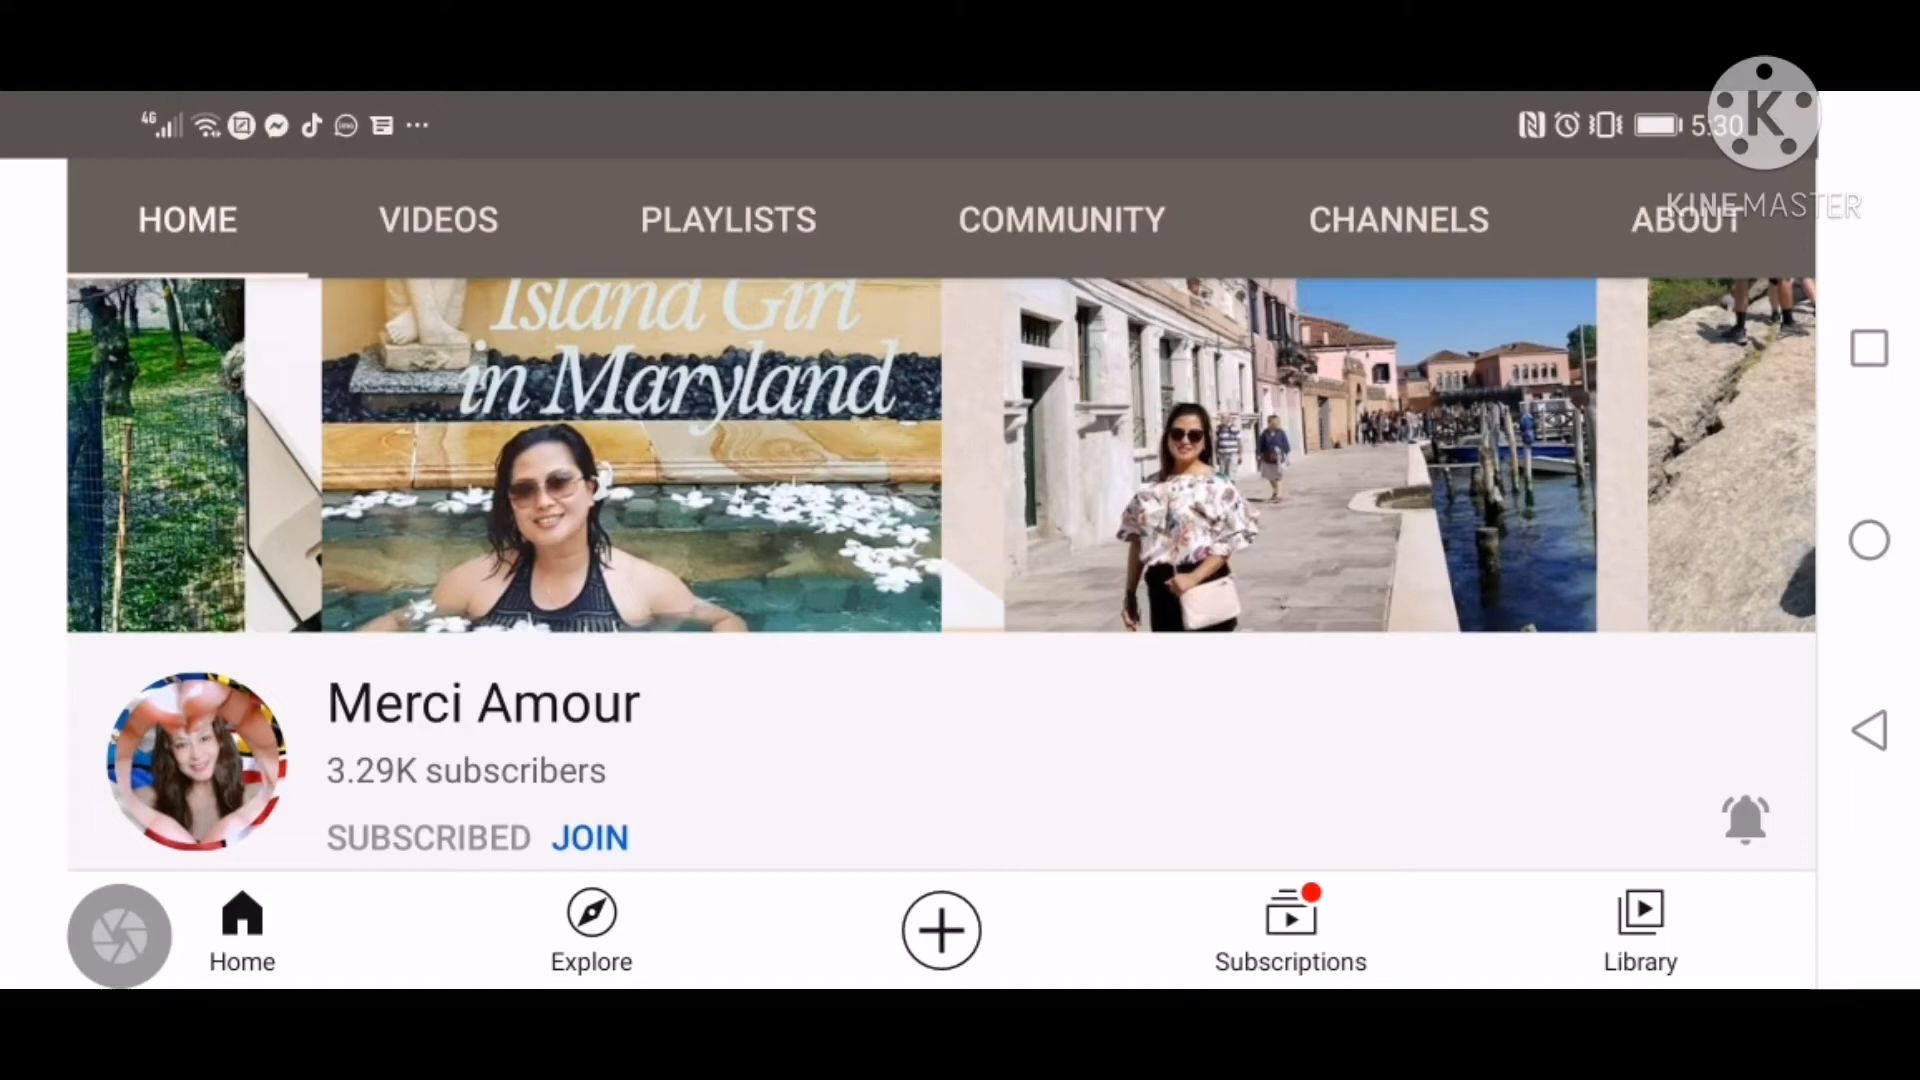 4G
5:30
K
KINEMASTER
HOME VIDEOS PLAYLISTS COMMUNITY CHANNELS ABOUT
Island Girl
in Maryland
Merci Amour
3.29K subscribers
SUBSCRIBED JOIN
Home Explore Subscriptions Library